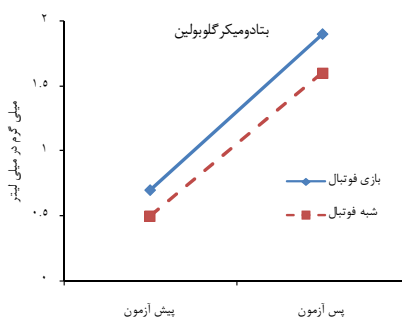 بتادومیکرگلوبولین
میلی گرم در میلی لیتر
۲
۱.۵
۱
۰.۵
۰
بازی فوتبال
شبه فوتبال
پیش آزمون
پس آزمون